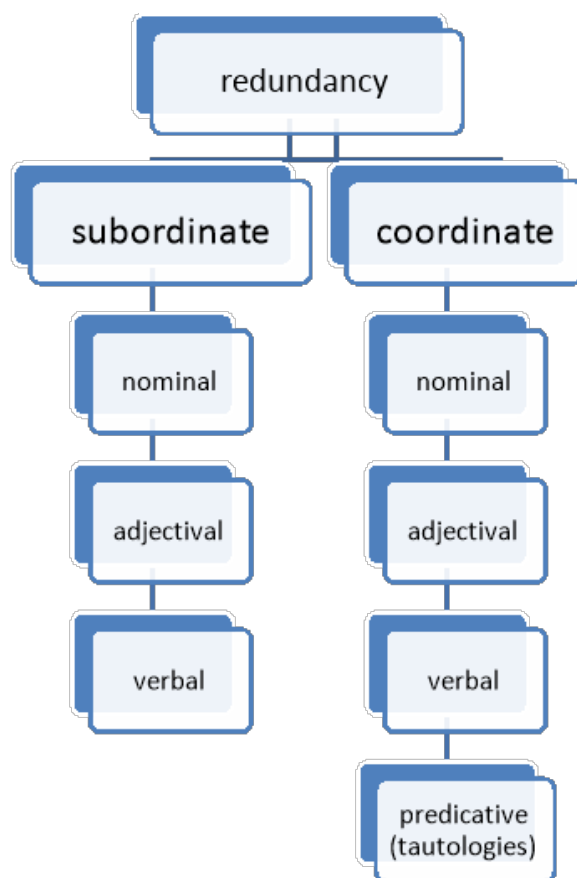 redundancy
subordinate
coordinate
nominal
nominal
adjectival
adjectival
verbal
verbal
predicative
(tautologies)